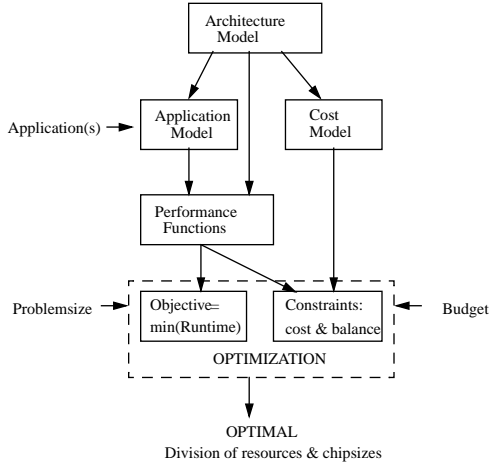 Architecture
Model
Application(s)
Application
Model
Cost
Model
Performance
Functions
Problemsize
Objective=
min(Runtime)
Constraints:
cost & balance
Budget
OPTIMIZATION
OPTIMAL
Division of resources & chipsizes